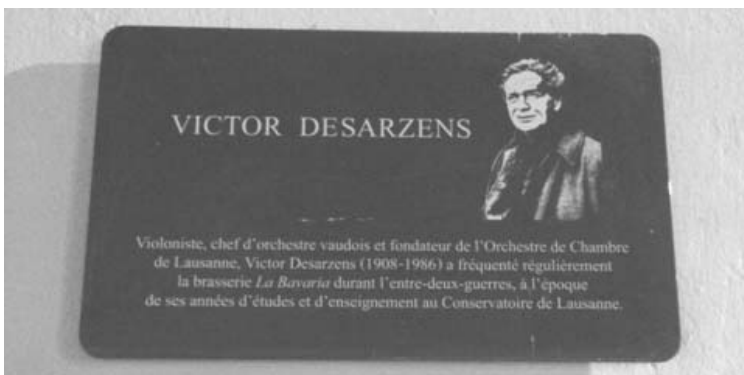 VICTOR DESARZENS
Violoniste, chef d'orchestre vaudois et fondateur de l'Orchestre de Chambre
de Lausanne, Victor Desarzens (1908-1986) a fréquenté régulièrement
la brasserie La Bavaria durant l'entre-deux-guerres, à l'époque
de ses années d'études et d'enseignement au Conservatoire de Lausanne.